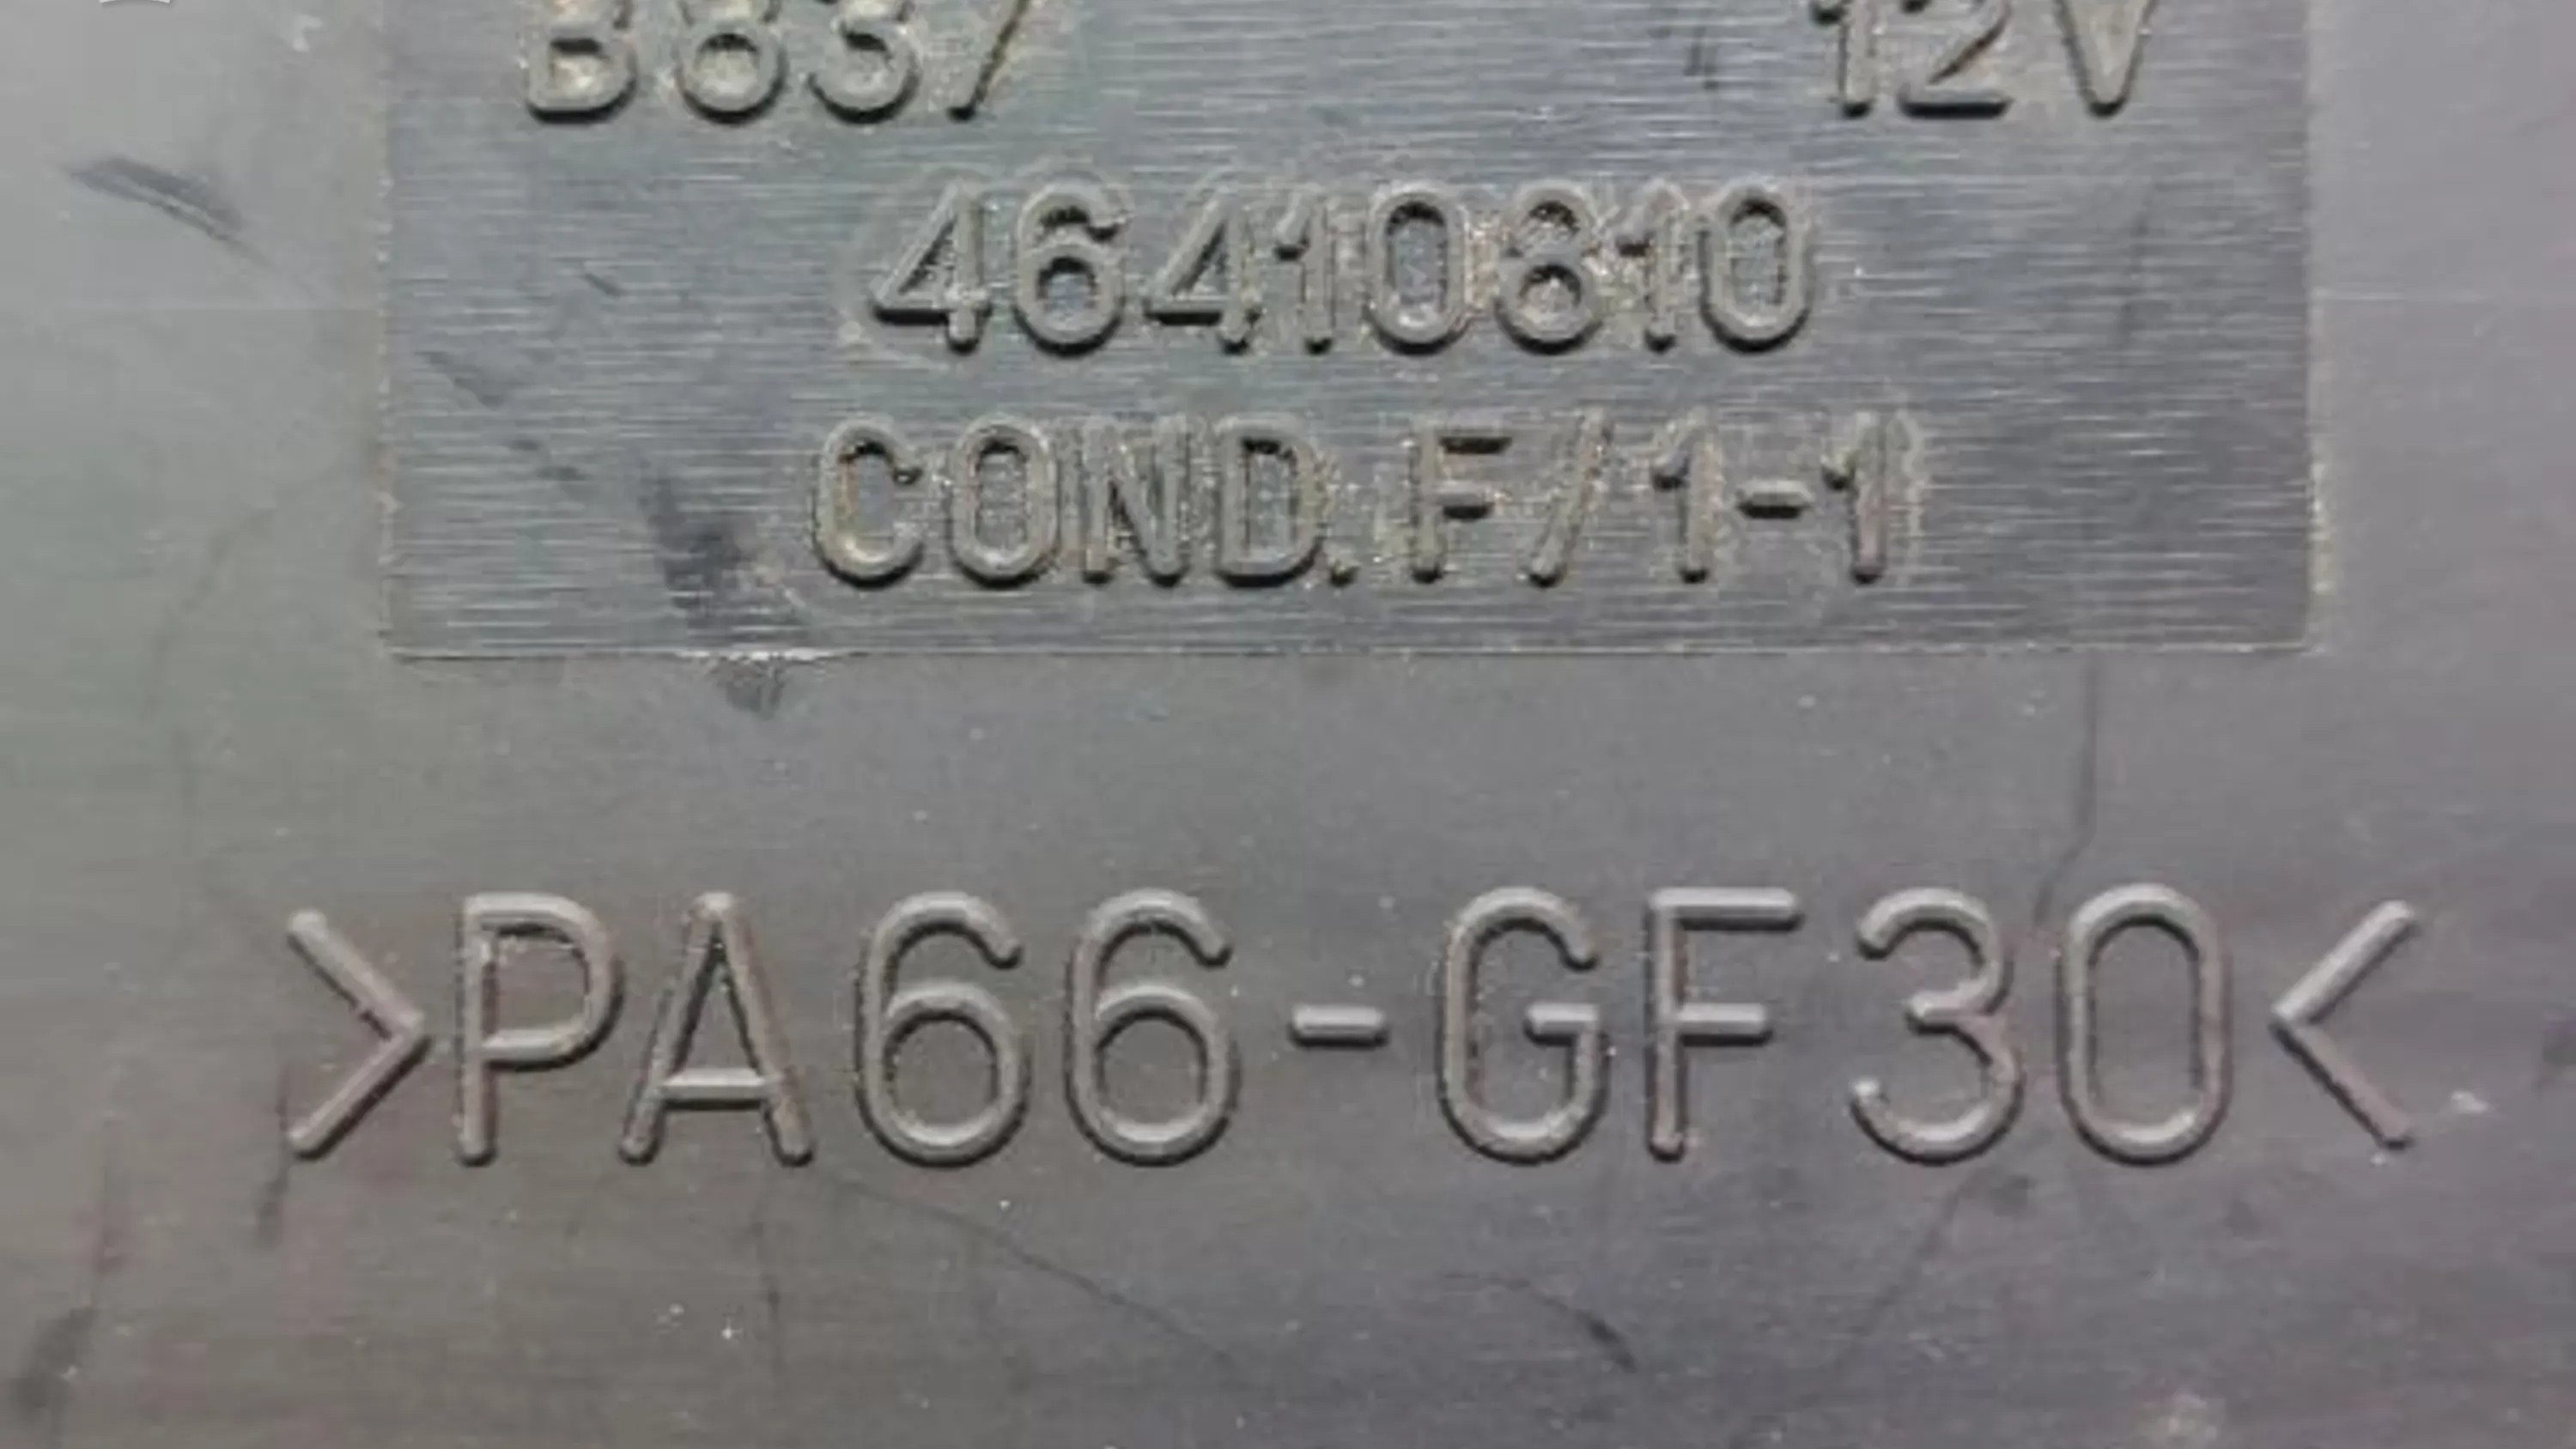 B837 12V
46410810
COND.F/1-1
>PA66-GF30<